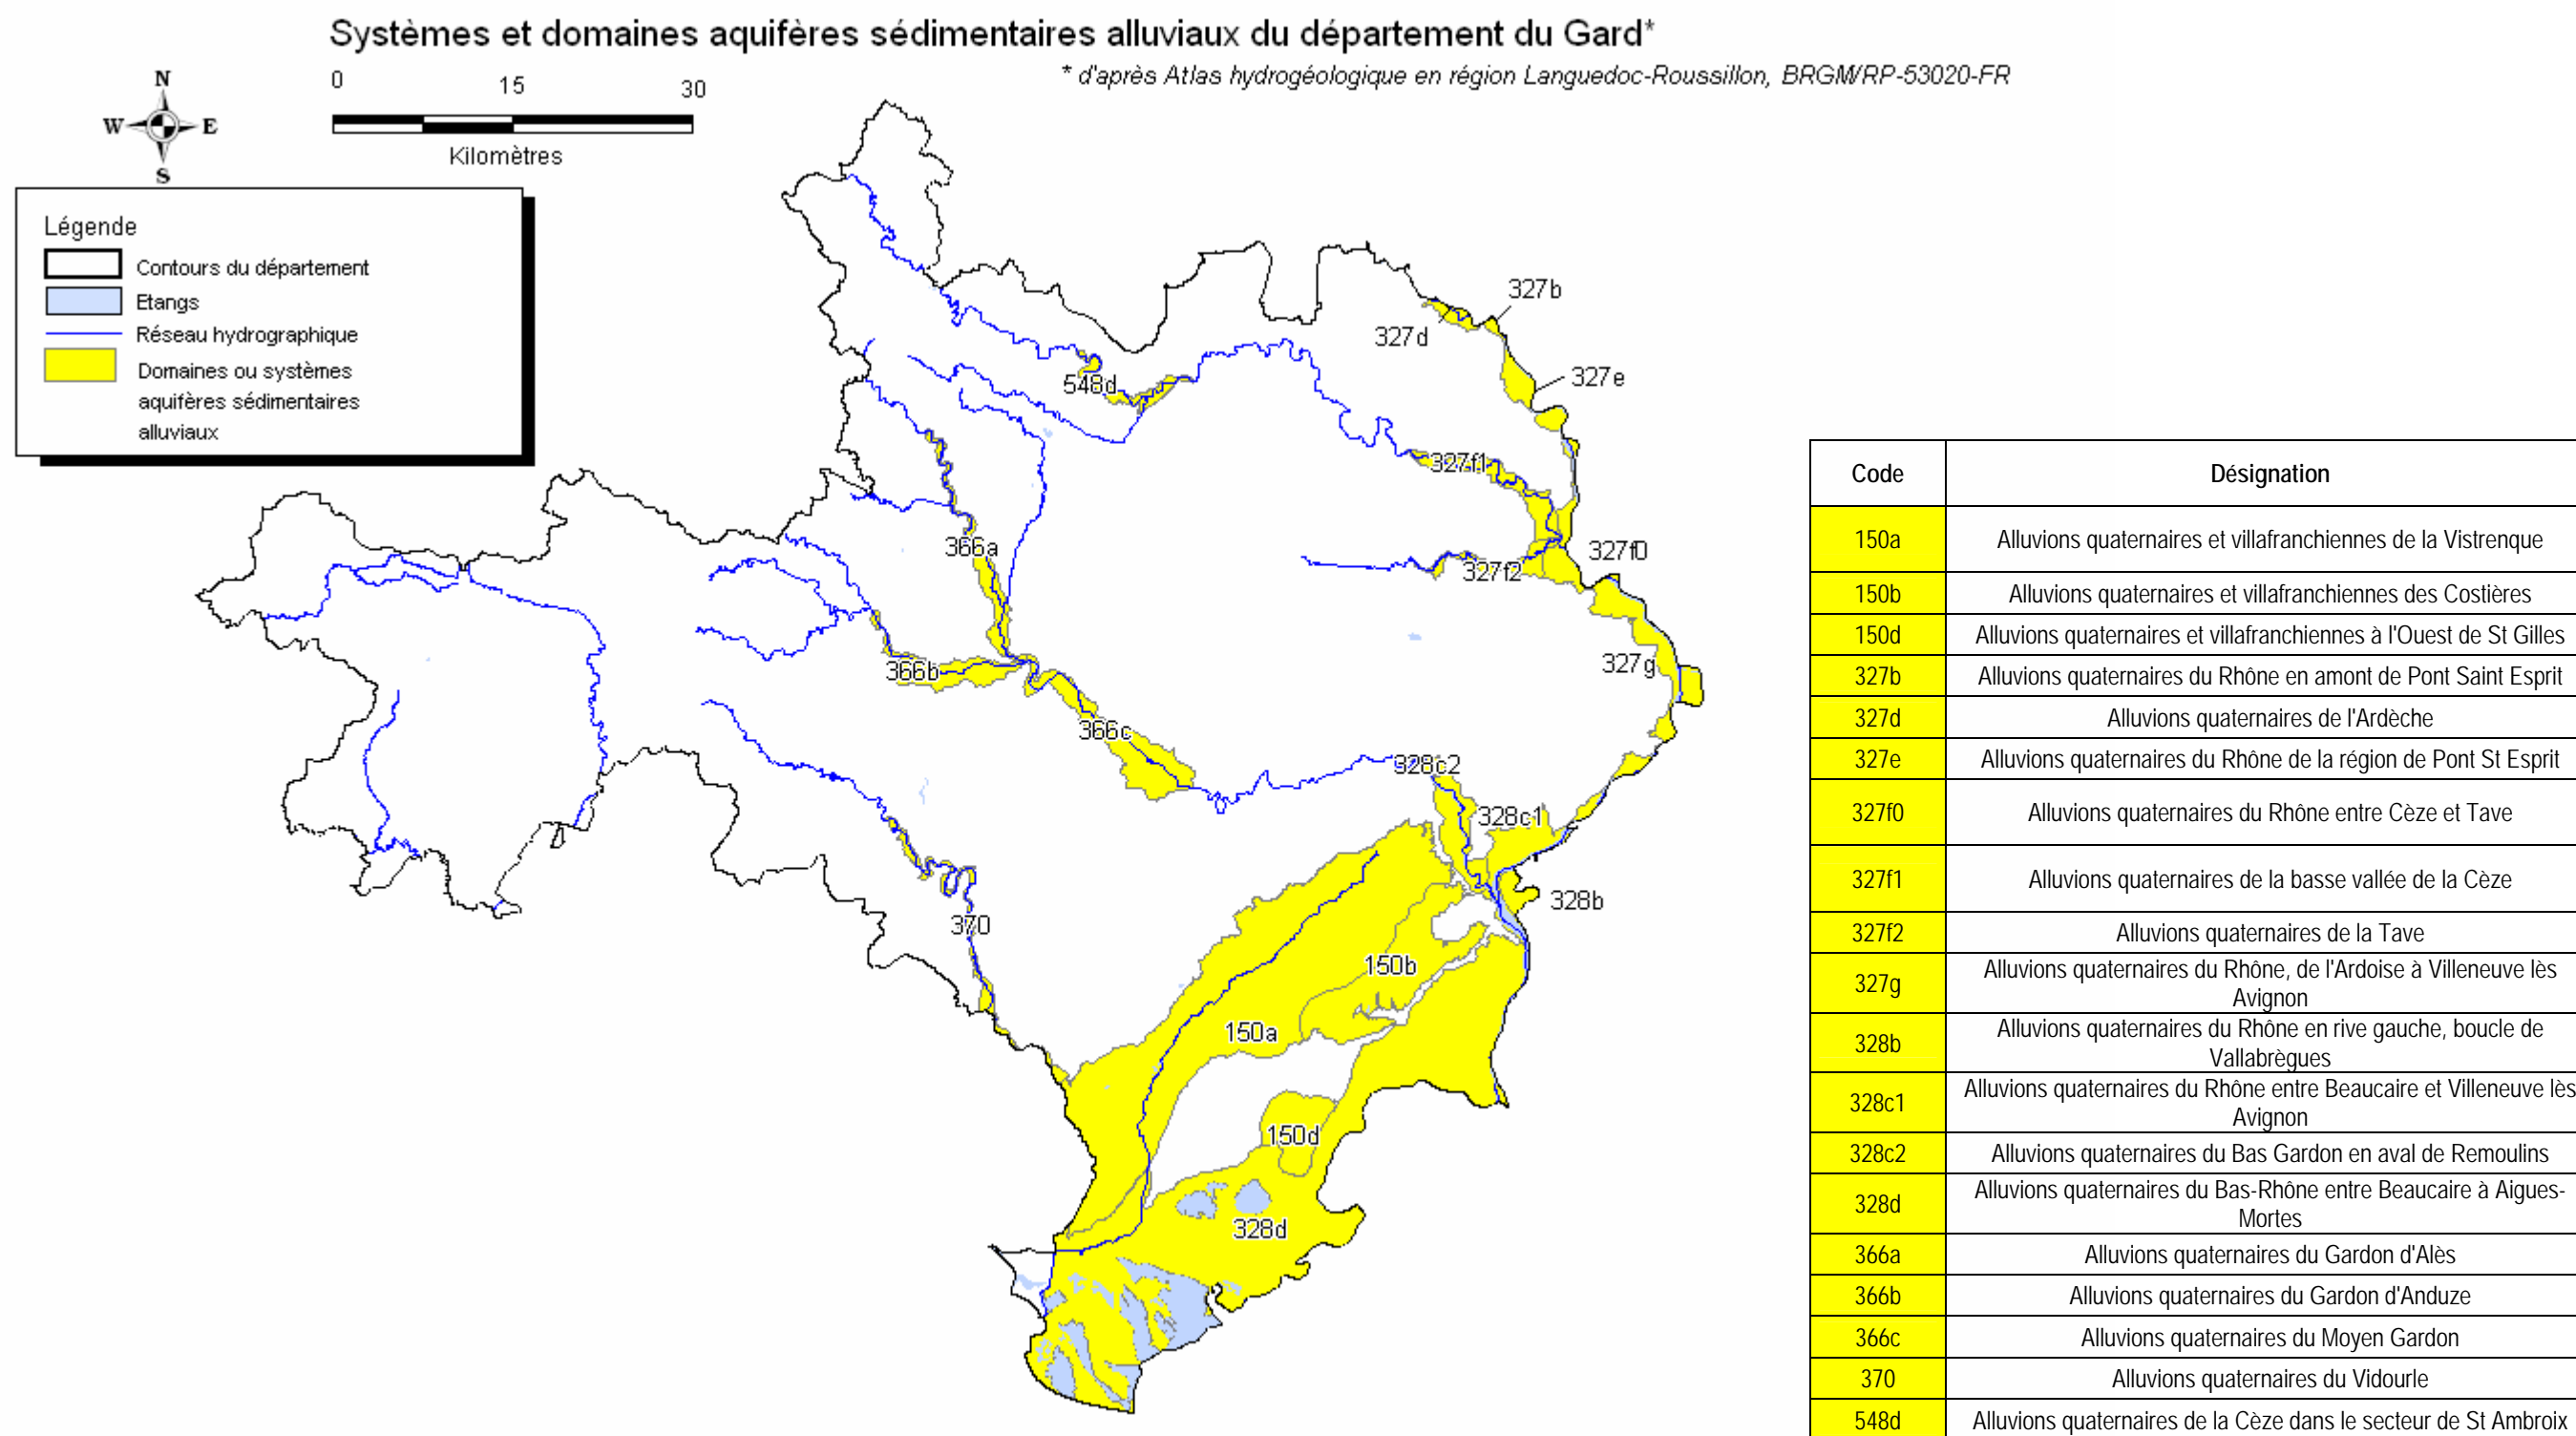 Systèmes et domaines aquifères sédimentaires alluviaux du département du Gard*
* d'après Atlas hydrogéologique en région Languedoc-Roussillon, BRGM/RP-53020-FR
N
W E
S
0 15 30
Kilomètres
Légende
Contours du département
Etangs
Réseau hydrographique
Domaines ou systèmes
aquifères sédimentaires
alluviaux
327b
327d
327e
548d
327f1
366a
327f0
327f2
366b
327g
366c
328c2
328c1
328b
370
150b
150a
150d
328d
Code Désignation
150a Alluvions quaternaires et villafranchiennes de la Vistrenque
150b Alluvions quaternaires et villafranchiennes des Costières
150d Alluvions quaternaires et villafranchiennes à l'Ouest de St Gilles
327b Alluvions quaternaires du Rhône en amont de Pont Saint Esprit
327d Alluvions quaternaires de l'Ardèche
327e Alluvions quaternaires du Rhône de la région de Pont St Esprit
327f0 Alluvions quaternaires du Rhône entre Cèze et Tave
327f1 Alluvions quaternaires de la basse vallée de la Cèze
327f2 Alluvions quaternaires de la Tave
327g Alluvions quaternaires du Rhône, de l'Ardoise à Villeneuve lès
Avignon
328b Alluvions quaternaires du Rhône en rive gauche, boucle de
Vallabrègues
328c1 Alluvions quaternaires du Rhône entre Beaucaire et Villeneuve lès
Avignon
328c2 Alluvions quaternaires du Bas Gardon en aval de Remoulins
328d Alluvions quaternaires du Bas-Rhône entre Beaucaire à Aigues-
Mortes
366a Alluvions quaternaires du Gardon d'Alès
366b Alluvions quaternaires du Gardon d'Anduze
366c Alluvions quaternaires du Moyen Gardon
370 Alluvions quaternaires du Vidourle
548d Alluvions quaternaires de la Cèze dans le secteur de St Ambroix